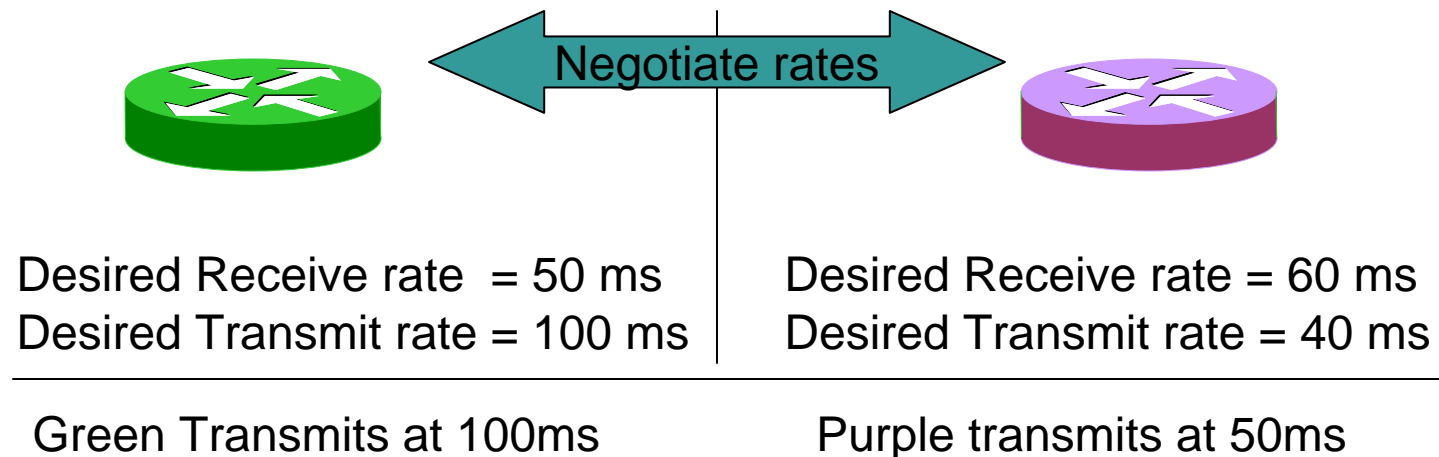 Negotiate rates
Desired Receive rate = 50 ms
Desired Transmit rate = 100 ms
Desired Receive rate = 60 ms
Desired Transmit rate = 40 ms
Green Transmits at 100ms
Purple transmits at 50ms